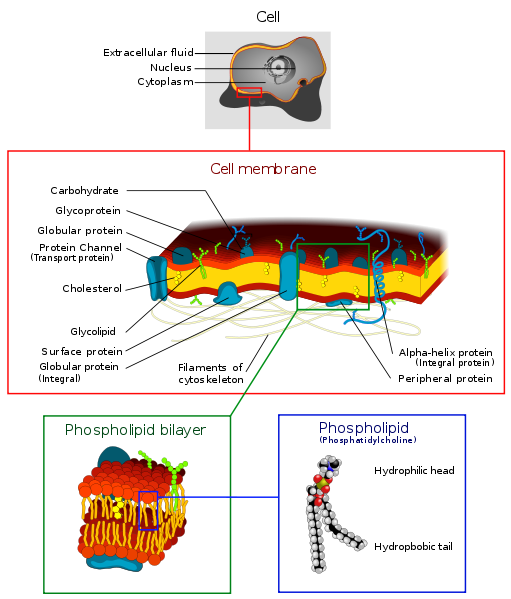 Cell
Extracellular fluid
Nucleus
Cytoplasm
Cell membrane
Carbohydrate
Glycoprotein
Globular protein
Protein Channel
(Transport protein)
Cholesterol
Glycolipid
Surface protein
Globular protein
(Integral)
Filaments of
cytoskeleton
Alpha-helix protein
(Integral protein)
Peripheral protein
Phospholipid bilayer
Phospholipid
(Phosphatidylcholine)
Hydrophilic head
Hydropbobic tail